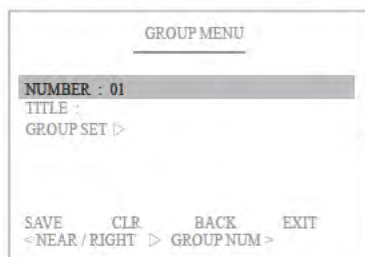 GROUP MENU
NUMBER : 01
TITLE :
GROUP SET ▷
SAVE CLR BACK EXIT
< NEAR / RIGHT ▷ GROUP NUM >